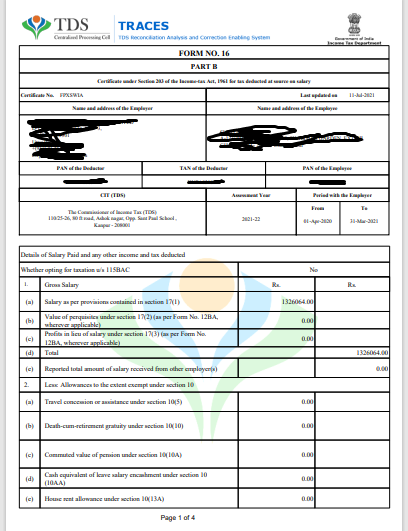 TDS
Centralized Processing Cell
TRACES
TDS Reconciliation Analysis and Correction Enabling System
Government of India
Income Tax Department
FORM NO. 16
PART B
Certificate under Section 203 of the Income-tax Act, 1961 for tax deducted at source on salary
Certificate No. FPXSWIA Last updated on 11-Jul-2021
Name and address of the Employer Name and address of the Employee
PAN of the Deductor TAN of the Deductor PAN of the Employee
CIT (TDS) Assessment Year Period with the Employer
The Commissioner of Income Tax (TDS)
110/25-26, 80 ft road, Ashok nagar, Opp. Sant Paul School ,
Kanpur - 208001
2021-22
From To
01-Apr-2020 31-Mar-2021
Details of Salary Paid and any other income and tax deducted
Whether opting for taxation u/s 115BAC No
1. Gross Salary Rs. Rs.
(a) Salary as per provisions contained in section 17(1) 1326064.00
(b) Value of perquisites under section 17(2) (as per Form No. 12BA,
wherever applicable) 0.00
(c) Profits in lieu of salary under section 17(3) (as per Form No.
12BA, wherever applicable) 0.00
(d) Total 1326064.00
(e) Reported total amount of salary received from other employer(s) 0.00
2. Less: Allowances to the extent exempt under section 10
(a) Travel concession or assistance under section 10(5) 0.00
(b) Death-cum-retirement gratuity under section 10(10) 0.00
(c) Commuted value of pension under section 10(10A) 0.00
(d) Cash equivalent of leave salary encashment under section 10
(10AA) 0.00
(e) House rent allowance under section 10(13A) 0.00
Page 1 of 4